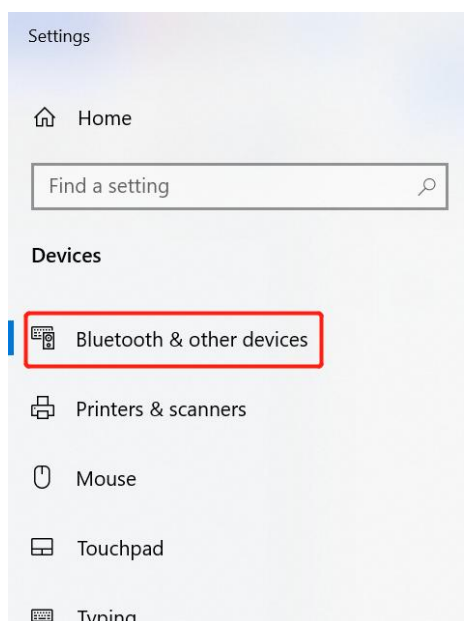 Settings
Home
Find a setting
Devices
Bluetooth & other devices
Printers & scanners
Mouse
Touchpad
Typing